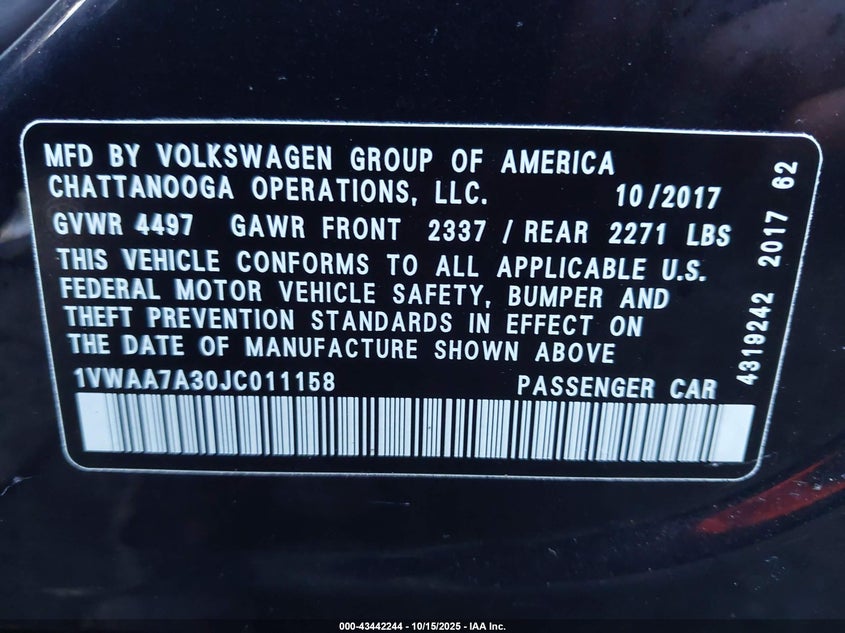 MFD BY VOLKSWAGEN GROUP OF AMERICA
CHATTANOOGA OPERATIONS, LLC. 10/2017
GVWR 4497 GAWR FRONT 2337 / REAR 2271 LBS
THIS VEHICLE CONFORMS TO ALL APPLICABLE U.S.
FEDERAL MOTOR VEHICLE SAFETY, BUMPER AND
THEFT PREVENTION STANDARDS IN EFFECT ON
THE DATE OF MANUFACTURE SHOWN ABOVE
1VWAA7A30JC011158 PASSENGER CAR
4319242 2017 62
000-43442244 - 10/15/2025 - IAA Inc.